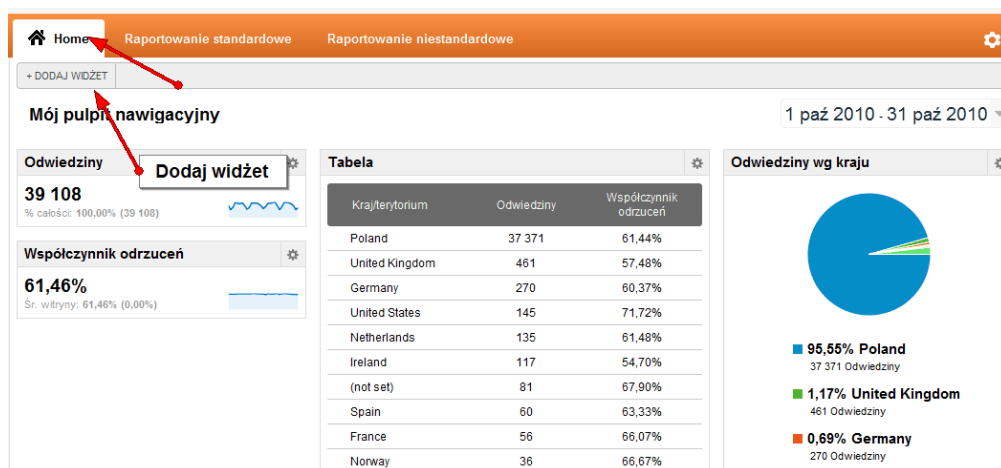 Home Raportowanie standardowe Raportowanie niestandardowe
+ DODAJ WIDŻET
Mój pulpit nawigacyjny
1 paź 2010 - 31 paź 2010
Odwiedziny
Dodaj widżet
39 108
% całości: 100,00% (39 108)
Współczynnik odrzuceń
61,46%
Śr. witryny: 61,46% (0,00%)
Tabela
Kraj/terytorium Odwiedziny Współczynnik odrzuceń
Poland 37 371 61,44%
United Kingdom 461 57,48%
Germany 270 60,37%
United States 145 71,72%
Netherlands 135 61,48%
Ireland 117 54,70%
(not set) 81 67,90%
Spain 60 63,33%
France 56 66,07%
Norway 36 66,67%
Odwiedziny wg kraju
95,55% Poland
37 371 Odwiedziny
1,17% United Kingdom
461 Odwiedziny
0,69% Germany
270 Odwiedziny